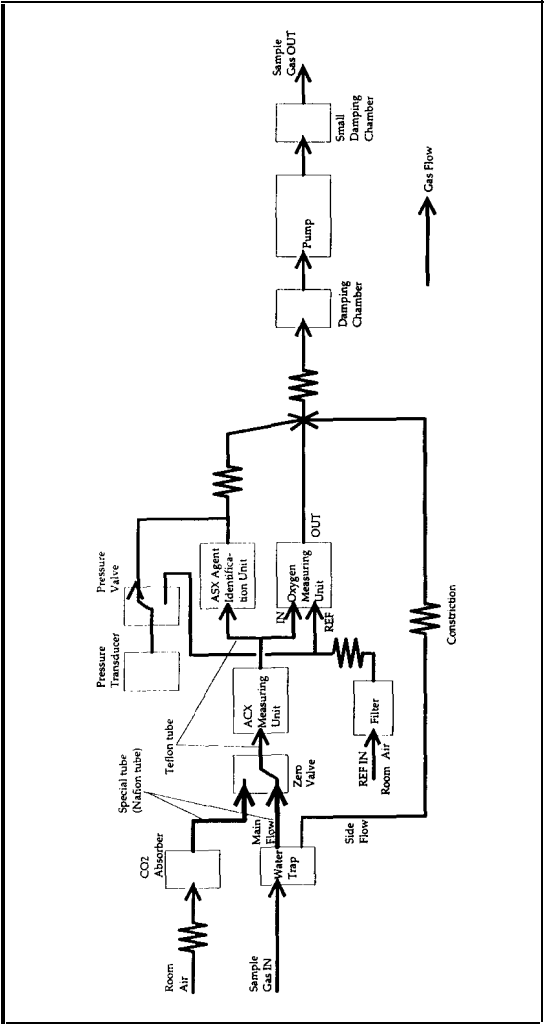 Room
Air
CO2
Absorber
Special tube
(Nafion tube)
Sample
Gas IN
Water
Trap
Main
Flow
Zero
Valve
Side
Flow
Teflon tube
ACX
Measuring
Unit
REF IN
Room Air
Filter
Pressure
Transducer
Pressure
Valve
ASX Agent
Identifica-
tion Unit
IN
Oxygen
Measuring
Unit
REF
OUT
Constriction
Damping
Chamber
Pump
Small
Damping
Chamber
Sample
Gas OUT
Gas Flow